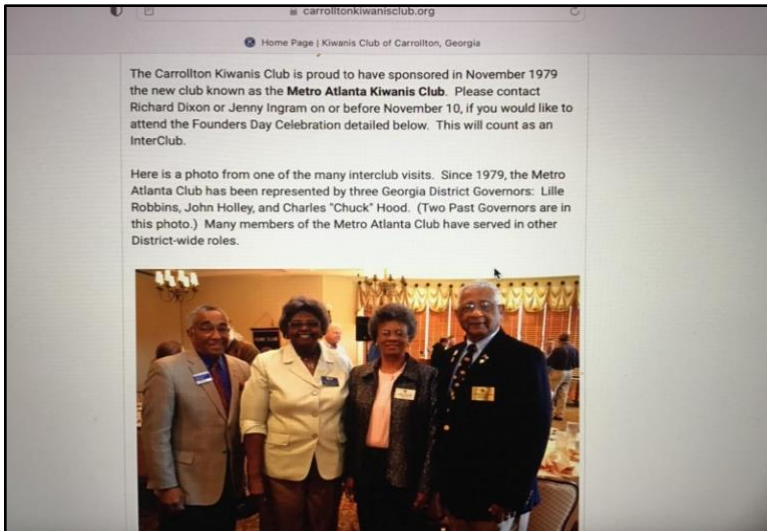 carrolltonkiwanisclub.org
Home Page | Kiwanis Club of Carrollton, Georgia
The Carrollton Kiwanis Club is proud to have sponsored in November 1979
the new club known as the Metro Atlanta Kiwanis Club. Please contact
Richard Dixon or Jenny Ingram on or before November 10, if you would like to
attend the Founders Day Celebration detailed below. This will count as an
InterClub.
Here is a photo from one of the many interclub visits. Since 1979, the Metro
Atlanta Club has been represented by three Georgia District Governors: Lille
Robbins, John Holley, and Charles "Chuck" Hood. (Two Past Governors are in
this photo.) Many members of the Metro Atlanta Club have served in other
District-wide roles.